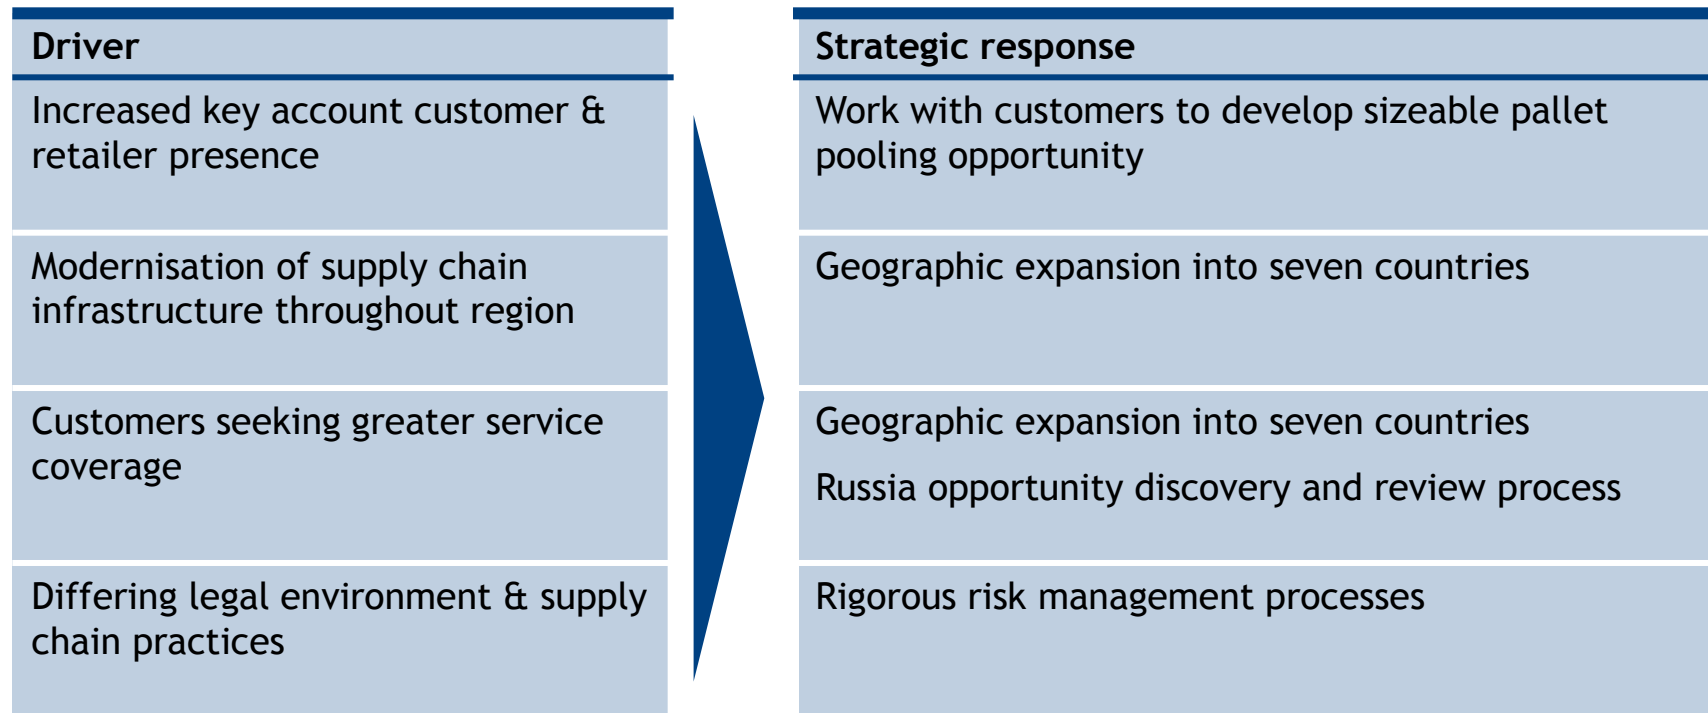 Driver
Strategic response
Increased key account customer &
retailer presence
Work with customers to develop sizeable pallet
pooling opportunity
Modernisation of supply chain
infrastructure throughout region
Geographic expansion into seven countries
Customers seeking greater service
coverage
Geographic expansion into seven countries
Russia opportunity discovery and review process
Differing legal environment & supply
chain practices
Rigorous risk management processes